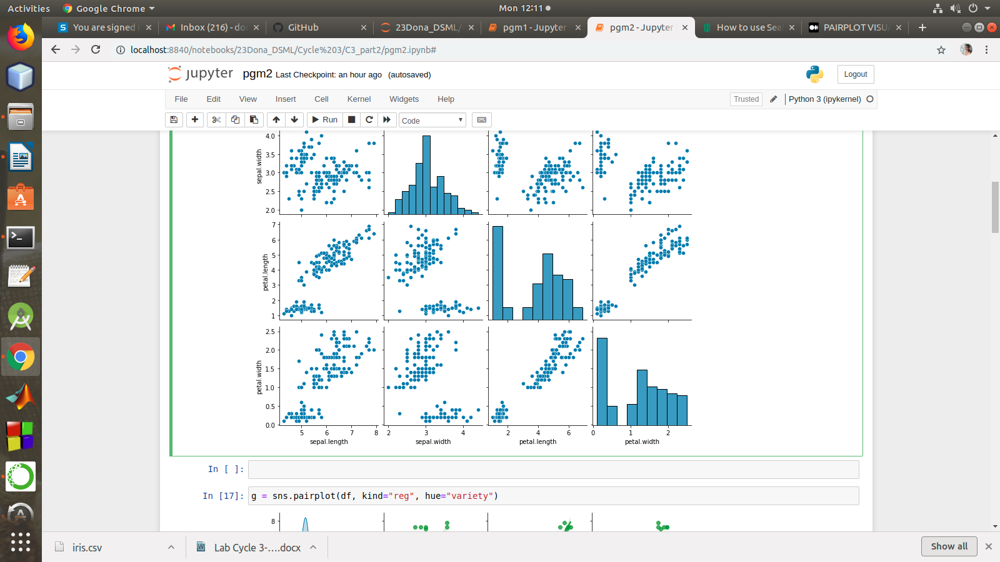 Activities Google Chrome Mon 12:11
You are signed Inbox (216) - do GitHub 23Dona_DSML/ pgm1 - Jupyter pgm2 - Jupyter How to use Sea PAIRPLOT VISU
localhost:8840/notebooks/23Dona_DSML/Cycle%203/C3_part2/pgm2.ipynb#
jupyter pgm2 Last Checkpoint: an hour ago (autosaved) Logout
File Edit View Insert Cell Kernel Widgets Help Trusted Python 3 (ipykernel)
Run Code
4.0
3.5
3.0
2.5
2.0
sepal.width
7
6
5
4
3
2
1
petal.length
2.5
2.0
1.5
1.0
0.5
0.0
petal.width
5 6 7 8 2 3 4 2 4 6 0 1 2
sepal.length sepal.width petal.length petal.width
In [ ]:
In [17]: g = sns.pairplot(df, kind="reg", hue="variety")
8
iris.csv Lab Cycle 3-....docx Show all